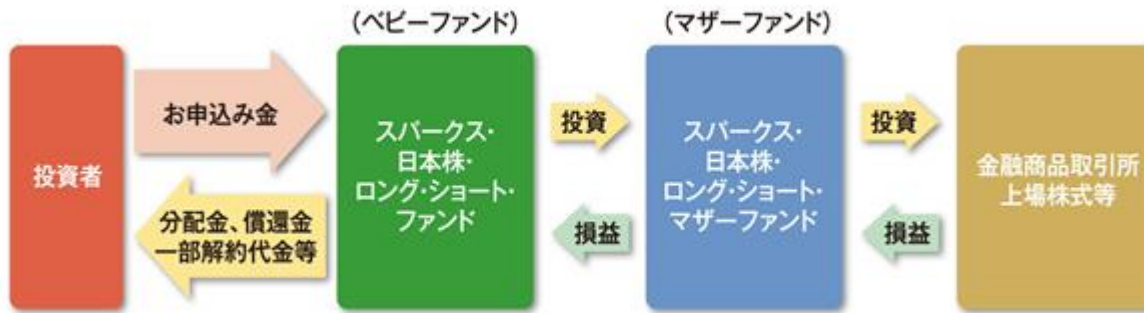 (ベビーファンド)
(マザーファンド)
投資者
お申込み金
分配金、償還金
一部解約代金等
スパークス・
日本株・
ロング・ショート・
ファンド
投資
損益
スパークス・
日本株・
ロング・ショート・
マザーファンド
投資
損益
金融商品取引所
上場株式等